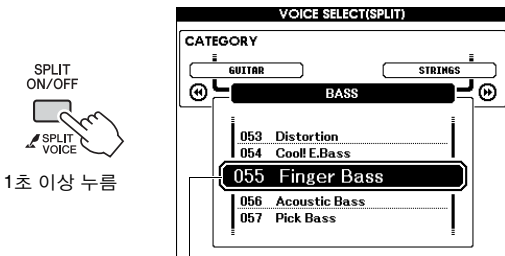 SPLIT
ON/OFF
SPLIT
VOICE
1초 이상 누름
VOICE SELECT(SPLIT)
CATEGORY
GUITAR STRINGS
BASS
053 Distortion
054 Cool! E.Bass
055 Finger Bass
056 Acoustic Bass
057 Pick Bass